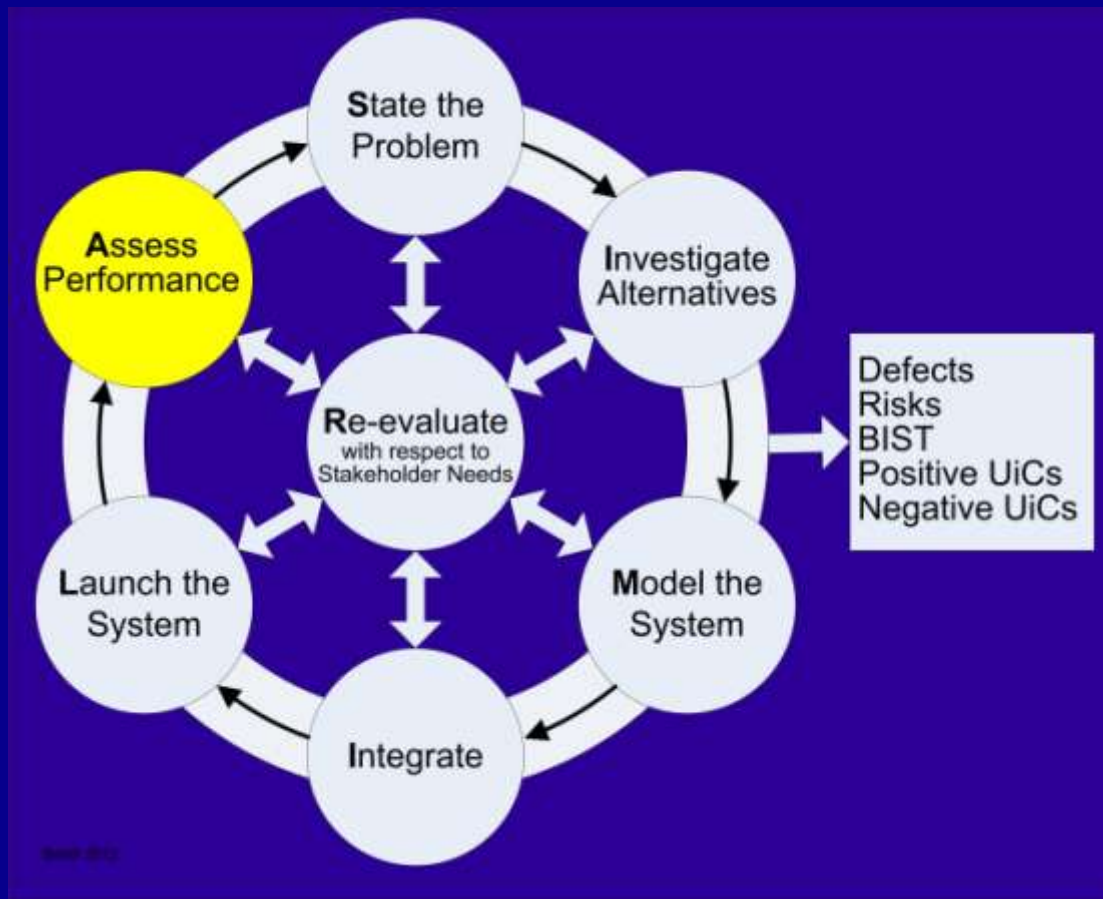 State the
Problem
Investigate
Alternatives
Model the
System
Integrate
Launch the
System
Assess
Performance
Re-evaluate
with respect to
Stakeholder Needs
Defects
Risks
BIST
Positive UiCs
Negative UiCs